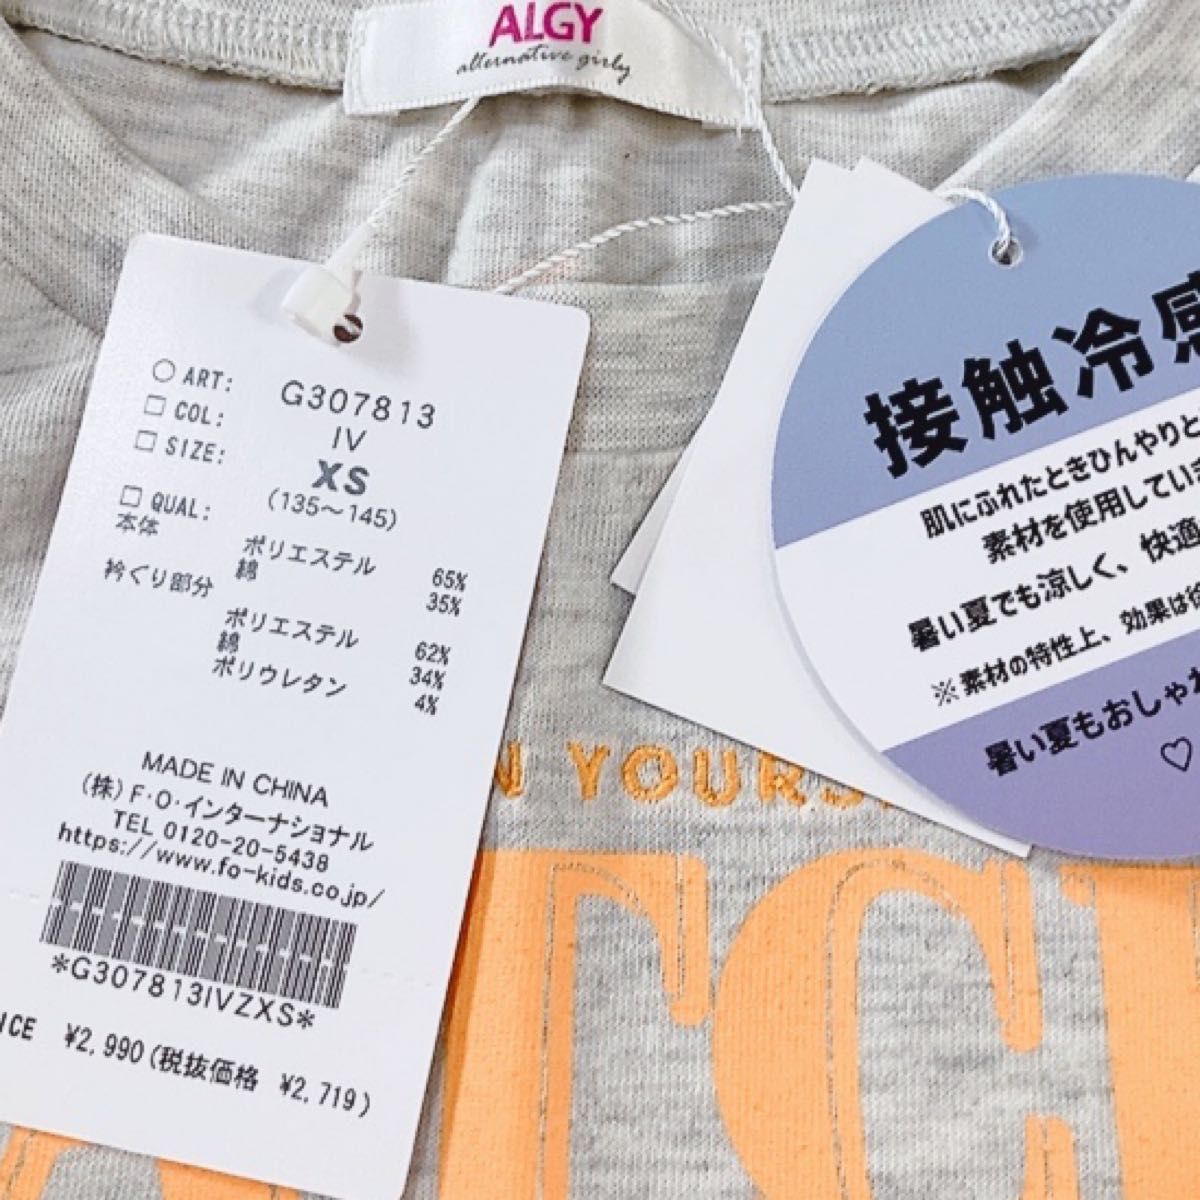 ALGY
alternative girly
ART: G307813
COL: IV
SIZE: XS
(135～145)
QUAL:
本体
ポリエステル 65%
綿 35%
衿ぐり部分
ポリエステル 62%
綿 34%
ポリウレタン 4%
MADE IN CHINA
(株)F・O・インターナショナル
TEL 0120-20-5438
https://www.fo-kids.co.jp/
*G307813IVZXS*
¥2,990(税抜価格 ¥2,719)
接触冷感
肌にふれたときひんやりと
素材を使用していま
暑い夏でも涼しく、快適
※素材の特性上、効果は
暑い夏もおしゃれ
♡
YOURS